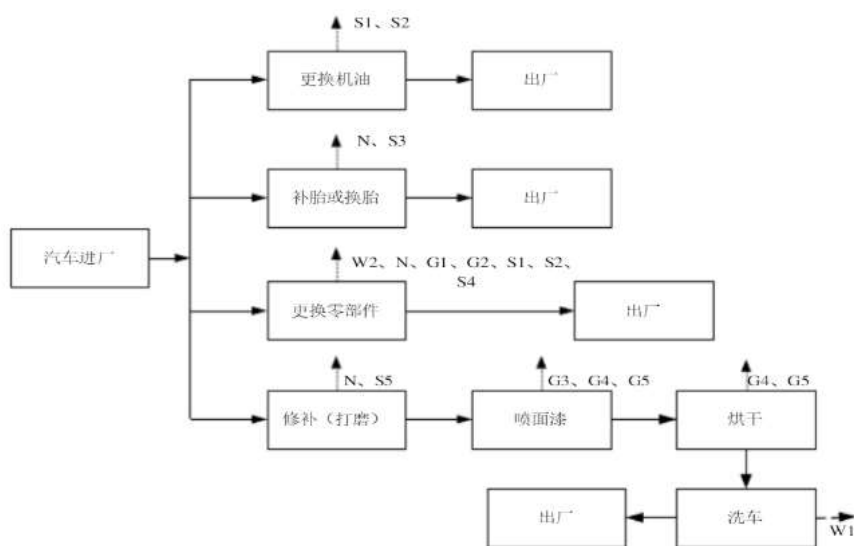 S1、S2
更换机油
出厂
N、S3
补胎或换胎
出厂
汽车进厂
W2、N、G1、G2、S1、S2、
S4
更换零部件
出厂
N、S5
G3、G4、G5
G4、G5
修补（打磨）
喷面漆
烘干
出厂
洗车
W1